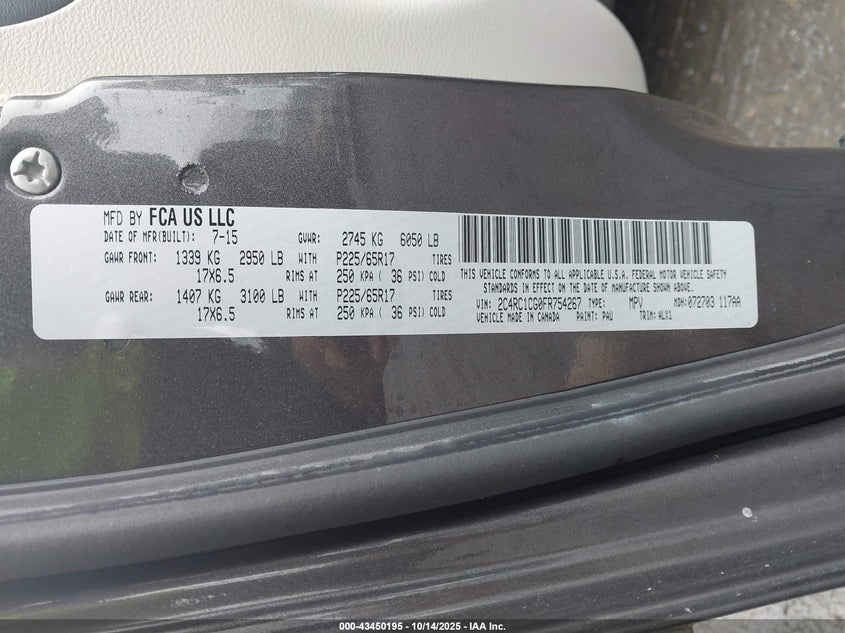 MFD BY FCA US LLC
DATE OF MFR(BUILT): 7-15 GVWR: 2745 KG 6050 LB
GAWR FRONT: 1339 KG 2950 LB WITH P225/65R17 TIRES
17X6.5 RIMS AT 250 KPA ( 36 PSI) COLD
GAWR REAR: 1407 KG 3100 LB WITH P225/65R17 TIRES
17X6.5 RIMS AT 250 KPA ( 36 PSI) COLD
THIS VEHICLE CONFORMS TO ALL APPLICABLE U.S.A. FEDERAL MOTOR VEHICLE SAFETY
STANDARDS IN EFFECT ON THE DATE OF MANUFACTURE SHOWN ABOVE.
VIN: 2C4RC1CG0FR754267 TYPE: MPV MDH: 072703 117AA
VEHICLE MADE IN CANADA PAINT: PAU TRIM: ALX1
000-43450195 - 10/14/2025 - IAA Inc.